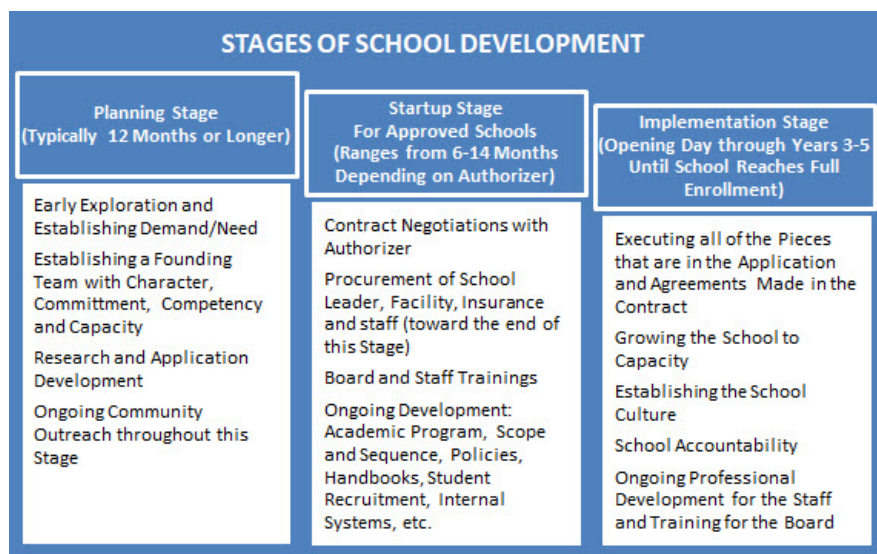 STAGES OF SCHOOL DEVELOPMENT
Planning Stage
(Typically 12 Months or Longer)
Early Exploration and
Establishing Demand/Need
Establishing a Founding
Team with Character,
Committment, Competency
and Capacity
Research and Application
Development
Ongoing Community
Outreach throughout this
Stage
Startup Stage
For Approved Schools
(Ranges from 6-14 Months
Depending on Authorizer)
Contract Negotiations with
Authorizer
Procurement of School
Leader, Facility, Insurance
and staff (toward the end of
this Stage)
Board and Staff Trainings
Ongoing Development:
Academic Program, Scope
and Sequence, Policies,
Handbooks, Student
Recruitment, Internal
Systems, etc.
Implementation Stage
(Opening Day through Years 3-5
Until School Reaches Full
Enrollment)
Executing all of the Pieces
that are in the Application
and Agreements Made in the
Contract
Growing the School to
Capacity
Establishing the School
Culture
School Accountability
Ongoing Professional
Development for the Staff
and Training for the Board